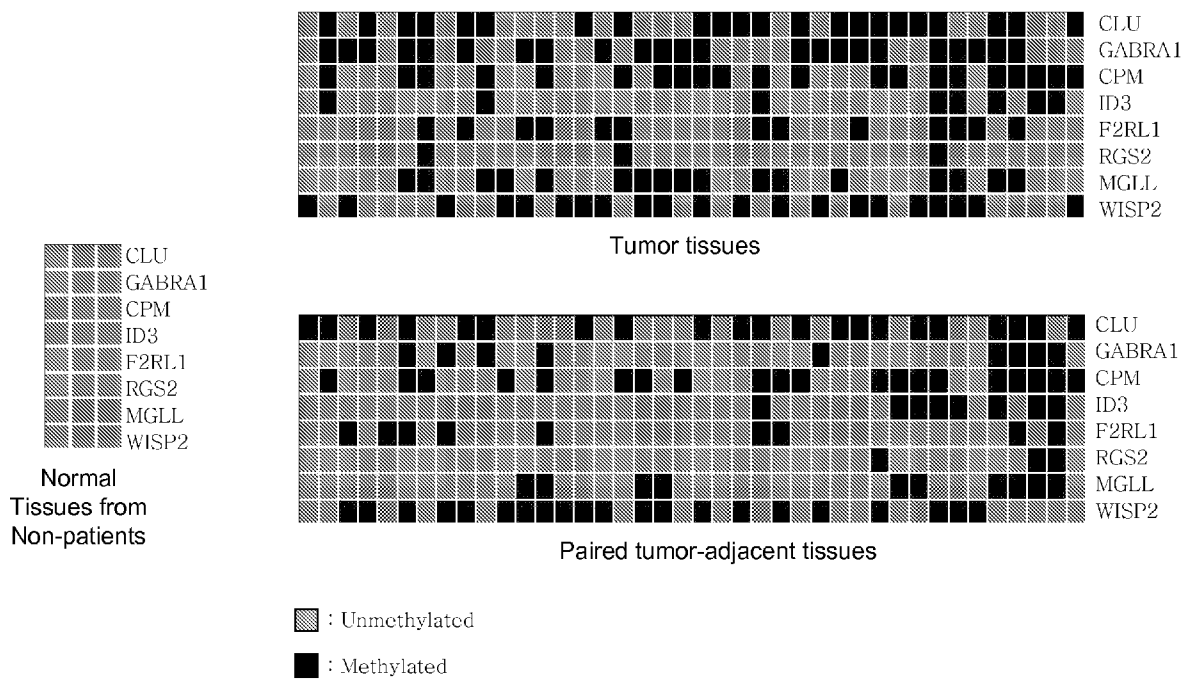 CLU
GABRA1
CPM
ID3
F2RL1
RGS2
MGLL
WISP2
Tumor tissues
CLU
GABRA1
CPM
ID3
F2RL1
RGS2
MGLL
WISP2
Normal
Tissues from
Non-patients
CLU
GABRA1
CPM
ID3
F2RL1
RGS2
MGLL
WISP2
Paired tumor-adjacent tissues
: Unmethylated
: Methylated